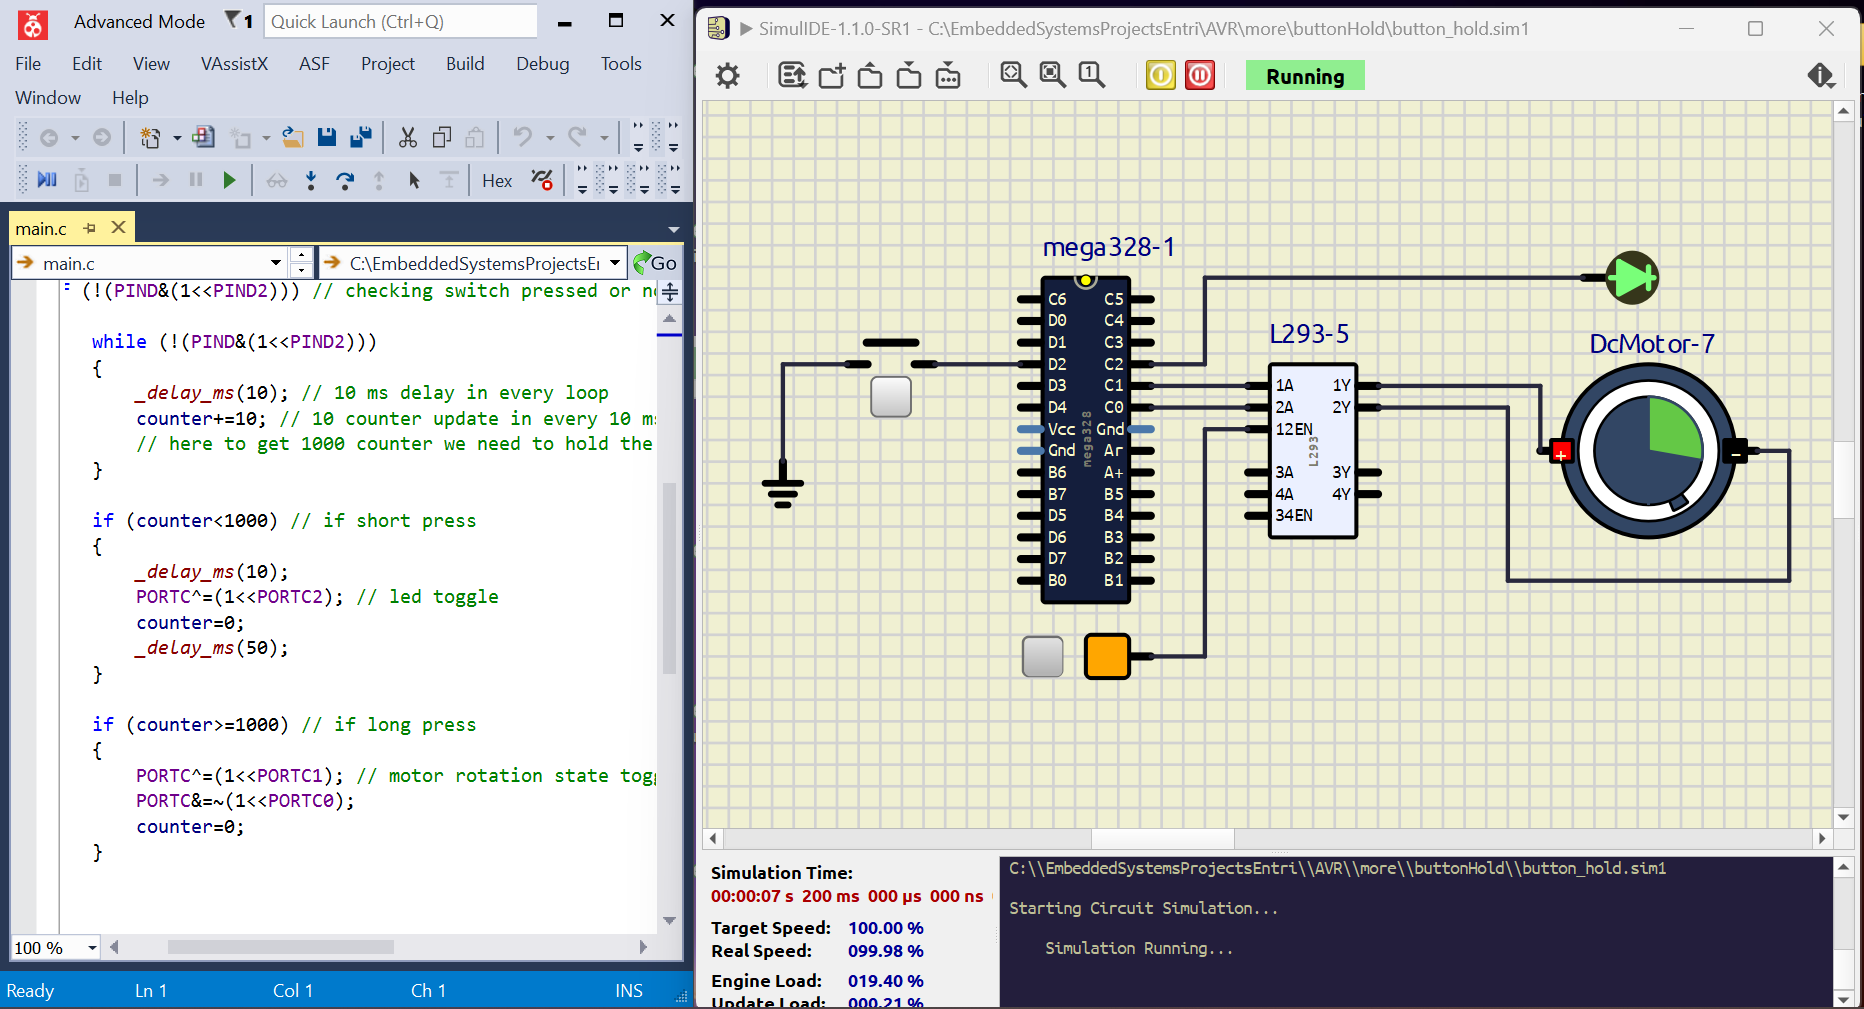 Advanced Mode
1
Quick Launch (Ctrl+Q)
File Edit View VAssistX ASF Project Build Debug Tools
Window Help
Hex
main.c
main.c
C:\EmbeddedSystemsProjectsE
Go
(!(PIND&(1<<PIND2))) // checking switch pressed or n
while (!(PIND&(1<<PIND2)))
{
_delay_ms(10); // 10 ms delay in every loop
counter+=10; // 10 counter update in every 10 m
// here to get 1000 counter we need to hold the
}
if (counter<1000) // if short press
{
_delay_ms(10);
PORTC^=(1<<PORTC2); // led toggle
counter=0;
_delay_ms(50);
}
if (counter>=1000) // if long press
{
PORTC^=(1<<PORTC1); // motor rotation state tog
PORTC&=~(1<<PORTC0);
counter=0;
}
100 %
Ready Ln 1 Col 1 Ch 1 INS
SimulIDE-1.1.0-SR1 - C:\EmbeddedSystemsProjectsEntri\AVR\more\buttonHold\button_hold.sim1
1
Running
mega328-1
C6 C5
D0 C4
D1 C3
D2 C2
D3 C1
D4 C0
Vcc Gnd
Gnd Ar
B6 A+
B7 B5
D5 B4
D6 B3
D7 B2
B0 B1
mega328
L293-5
1A 1Y
2A 2Y
12EN
3A 3Y
4A 4Y
34EN
L293
DcMotor-7
+
-
Simulation Time:
00:00:07 s 200 ms 000 µs 000 ns
Target Speed: 100.00 %
Real Speed: 099.98 %
Engine Load: 019.40 %
Update Load: 000.21 %
C:\\EmbeddedSystemsProjectsEntri\\AVR\\more\\buttonHold\\button_hold.sim1
Starting Circuit Simulation...
Simulation Running...